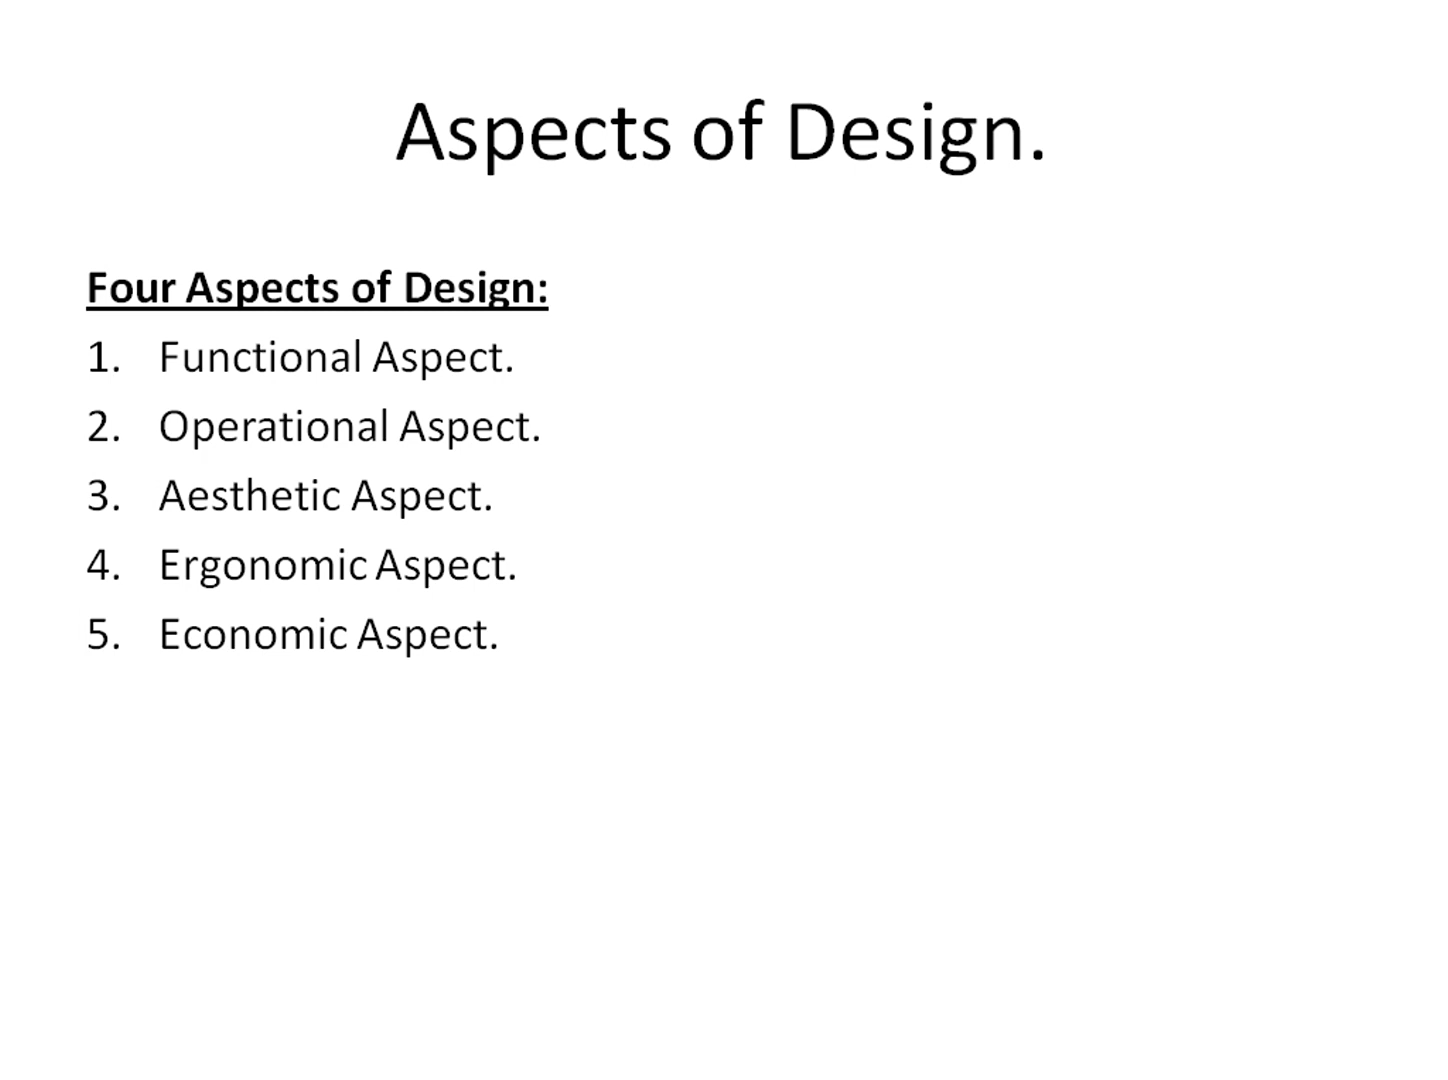 Aspects of Design.
Four Aspects of Design:
1. Functional Aspect.
2. Operational Aspect.
3. Aesthetic Aspect.
4. Ergonomic Aspect.
5. Economic Aspect.